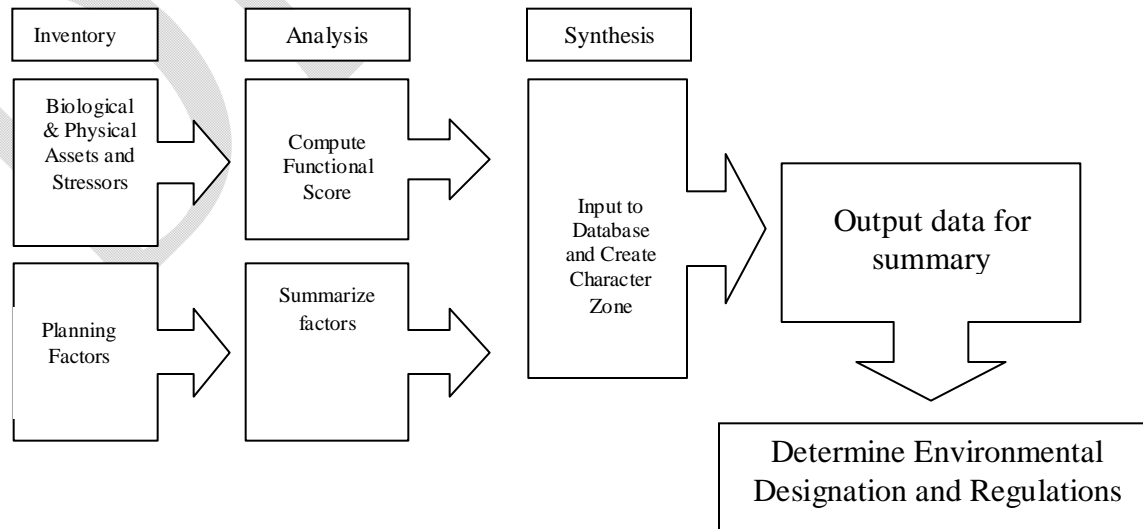 Inventory
Analysis
Synthesis
Biological
& Physical
Assets and
Stressors
Compute
Functional
Score
Input to
Database
and Create
Character
Zone
Output data for
summary
Planning
Factors
Summarize
factors
Determine Environmental
Designation and Regulations